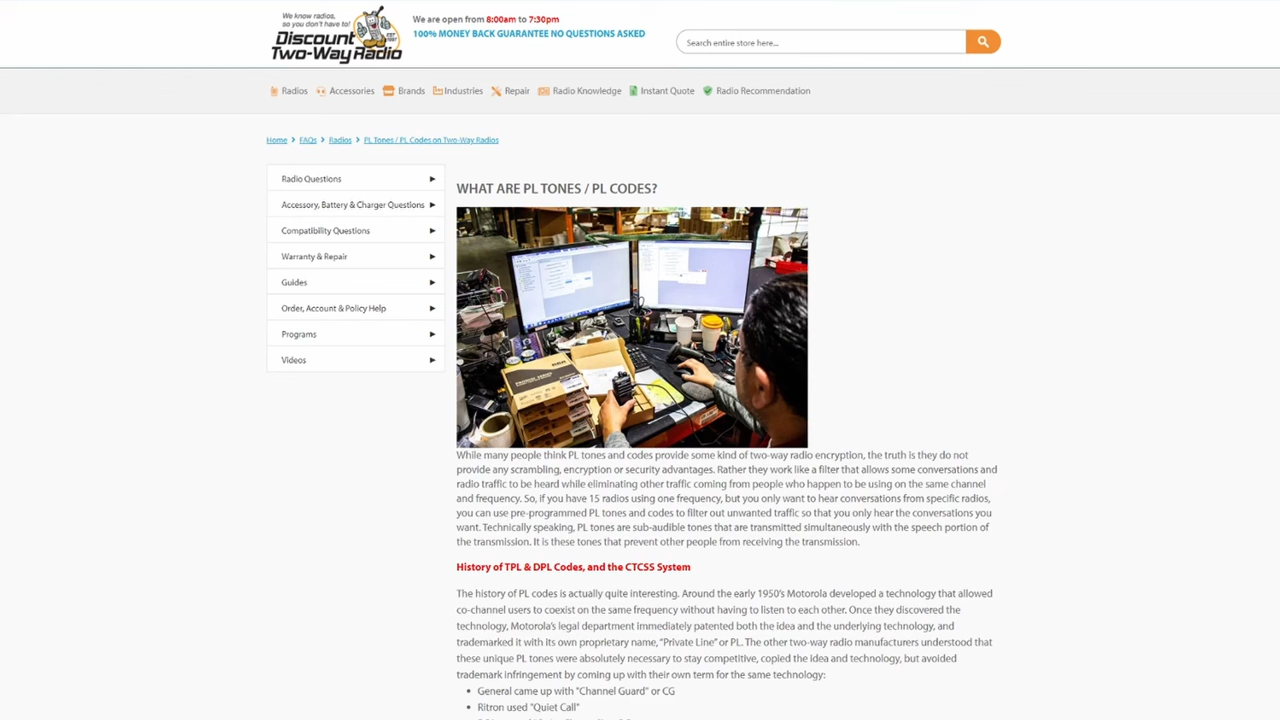 We know radios,
so you don't have to!
Discount
Two-Way Radio
We are open from 8:00am to 7:30pm
100% MONEY BACK GUARANTEE NO QUESTIONS ASKED
Search entire store here...
Radios Accessories Brands Industries Repair Radio Knowledge Instant Quote Radio Recommendation
Home > FAQs > Radios > PL Tones / PL Codes on Two-Way Radios
Radio Questions
Accessory, Battery & Charger Questions
Compatibility Questions
Warranty & Repair
Guides
Order, Account & Policy Help
Programs
Videos
WHAT ARE PL TONES / PL CODES?
While many people think PL tones and codes provide some kind of two-way radio encryption, the truth is they do not
provide any scrambling, encryption or security advantages. Rather they work like a filter that allows some conversations and
radio traffic to be heard while eliminating other traffic coming from people who happen to be using on the same channel
and frequency. So, if you have 15 radios using one frequency, but you only want to hear conversations from specific radios,
you can use pre-programmed PL tones and codes to filter out unwanted traffic so that you only hear the conversations you
want. Technically speaking, PL tones are sub-audible tones that are transmitted simultaneously with the speech portion of
the transmission. It is these tones that prevent other people from receiving the transmission.
History of TPL & DPL Codes, and the CTCSS System
The history of PL codes is actually quite interesting. Around the early 1950's Motorola developed a technology that allowed
co-channel users to coexist on the same frequency without having to listen to each other. Once they discovered the
technology, Motorola's legal department immediately patented both the idea and the underlying technology, and
trademarked it with its own proprietary name, "Private Line" or PL. The other two-way radio manufacturers understood that
these unique PL tones were absolutely necessary to stay competitive, copied the idea and technology, but avoided
trademark infringement by coming up with their own term for the same technology:
• General came up with "Channel Guard" or CG
• Ritron used "Quiet Call"